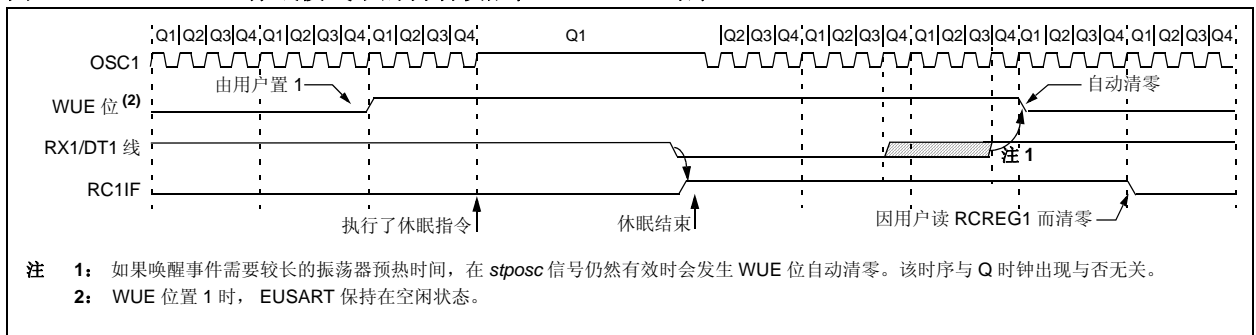 Q1 Q2 Q3 Q4 Q1 Q2 Q3 Q4 Q1 Q2 Q3 Q4 Q1 Q2 Q3 Q4 Q1 Q2 Q3 Q4 Q1 Q2 Q3 Q4 Q1 Q2 Q3 Q4 Q1 Q2 Q3 Q4
OSC1
由用户置 1
自动清零
WUE 位 (2)
RX1/DT1 线
注 1
RC1IF
执行了休眠指令
休眠结束
因用户读 RCREG1 而清零
注 1： 如果唤醒事件需要较长的振荡器预热时间，在 stposc 信号仍然有效时会发生 WUE 位自动清零。该时序与 Q 时钟出现与否无关。
2： WUE 位置 1 时， EUSART 保持在空闲状态。